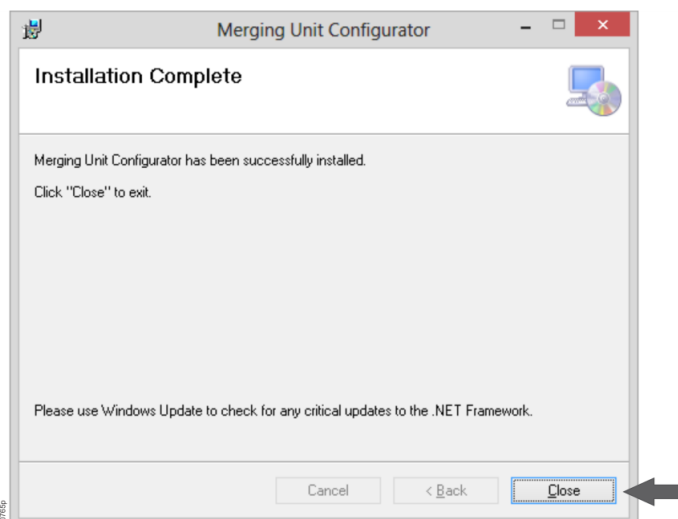 Merging Unit Configurator
Installation Complete
Merging Unit Configurator has been successfully installed.
Click "Close" to exit.
Please use Windows Update to check for any critical updates to the .NET Framework.
Cancel
< Back
Close